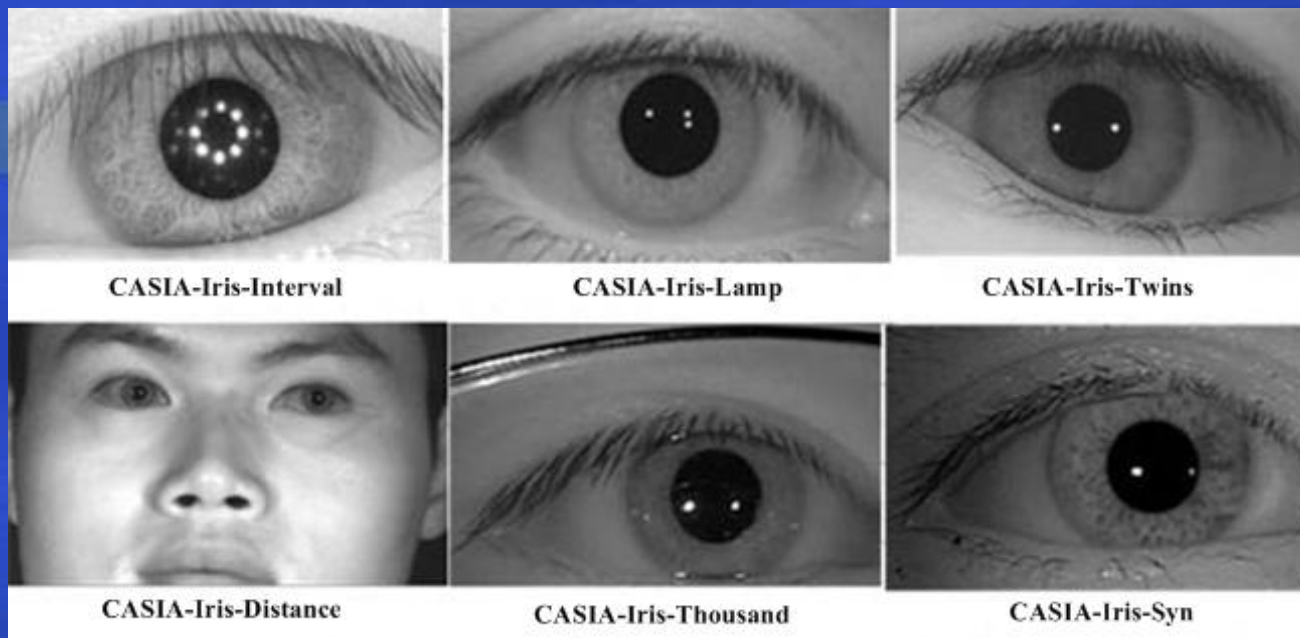 CASIA-Iris-Interval
CASIA-Iris-Lamp
CASIA-Iris-Twins
CASIA-Iris-Distance
CASIA-Iris-Thousand
CASIA-Iris-Syn